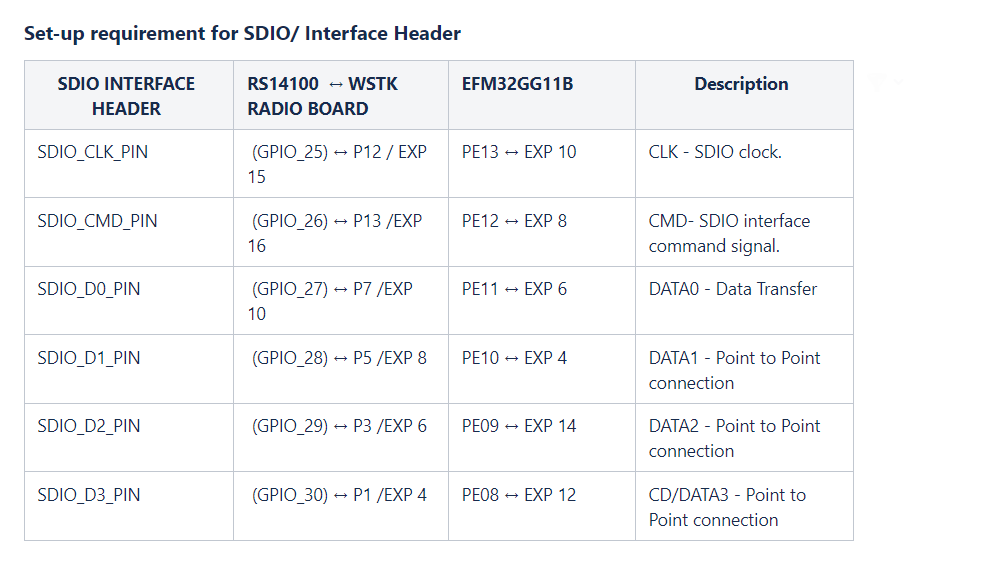 Set-up requirement for SDIO/ Interface Header
SDIO INTERFACE HEADER | RS14100 ↔ WSTK RADIO BOARD | EFM32GG11B | Description
SDIO_CLK_PIN | (GPIO_25) ↔ P12 / EXP 15 | PE13 ↔ EXP 10 | CLK - SDIO clock.
SDIO_CMD_PIN | (GPIO_26) ↔ P13 /EXP 16 | PE12 ↔ EXP 8 | CMD- SDIO interface command signal.
SDIO_D0_PIN | (GPIO_27) ↔ P7 /EXP 10 | PE11 ↔ EXP 6 | DATA0 - Data Transfer
SDIO_D1_PIN | (GPIO_28) ↔ P5 /EXP 8 | PE10 ↔ EXP 4 | DATA1 - Point to Point connection
SDIO_D2_PIN | (GPIO_29) ↔ P3 /EXP 6 | PE09 ↔ EXP 14 | DATA2 - Point to Point connection
SDIO_D3_PIN | (GPIO_30) ↔ P1 /EXP 4 | PE08 ↔ EXP 12 | CD/DATA3 - Point to Point connection